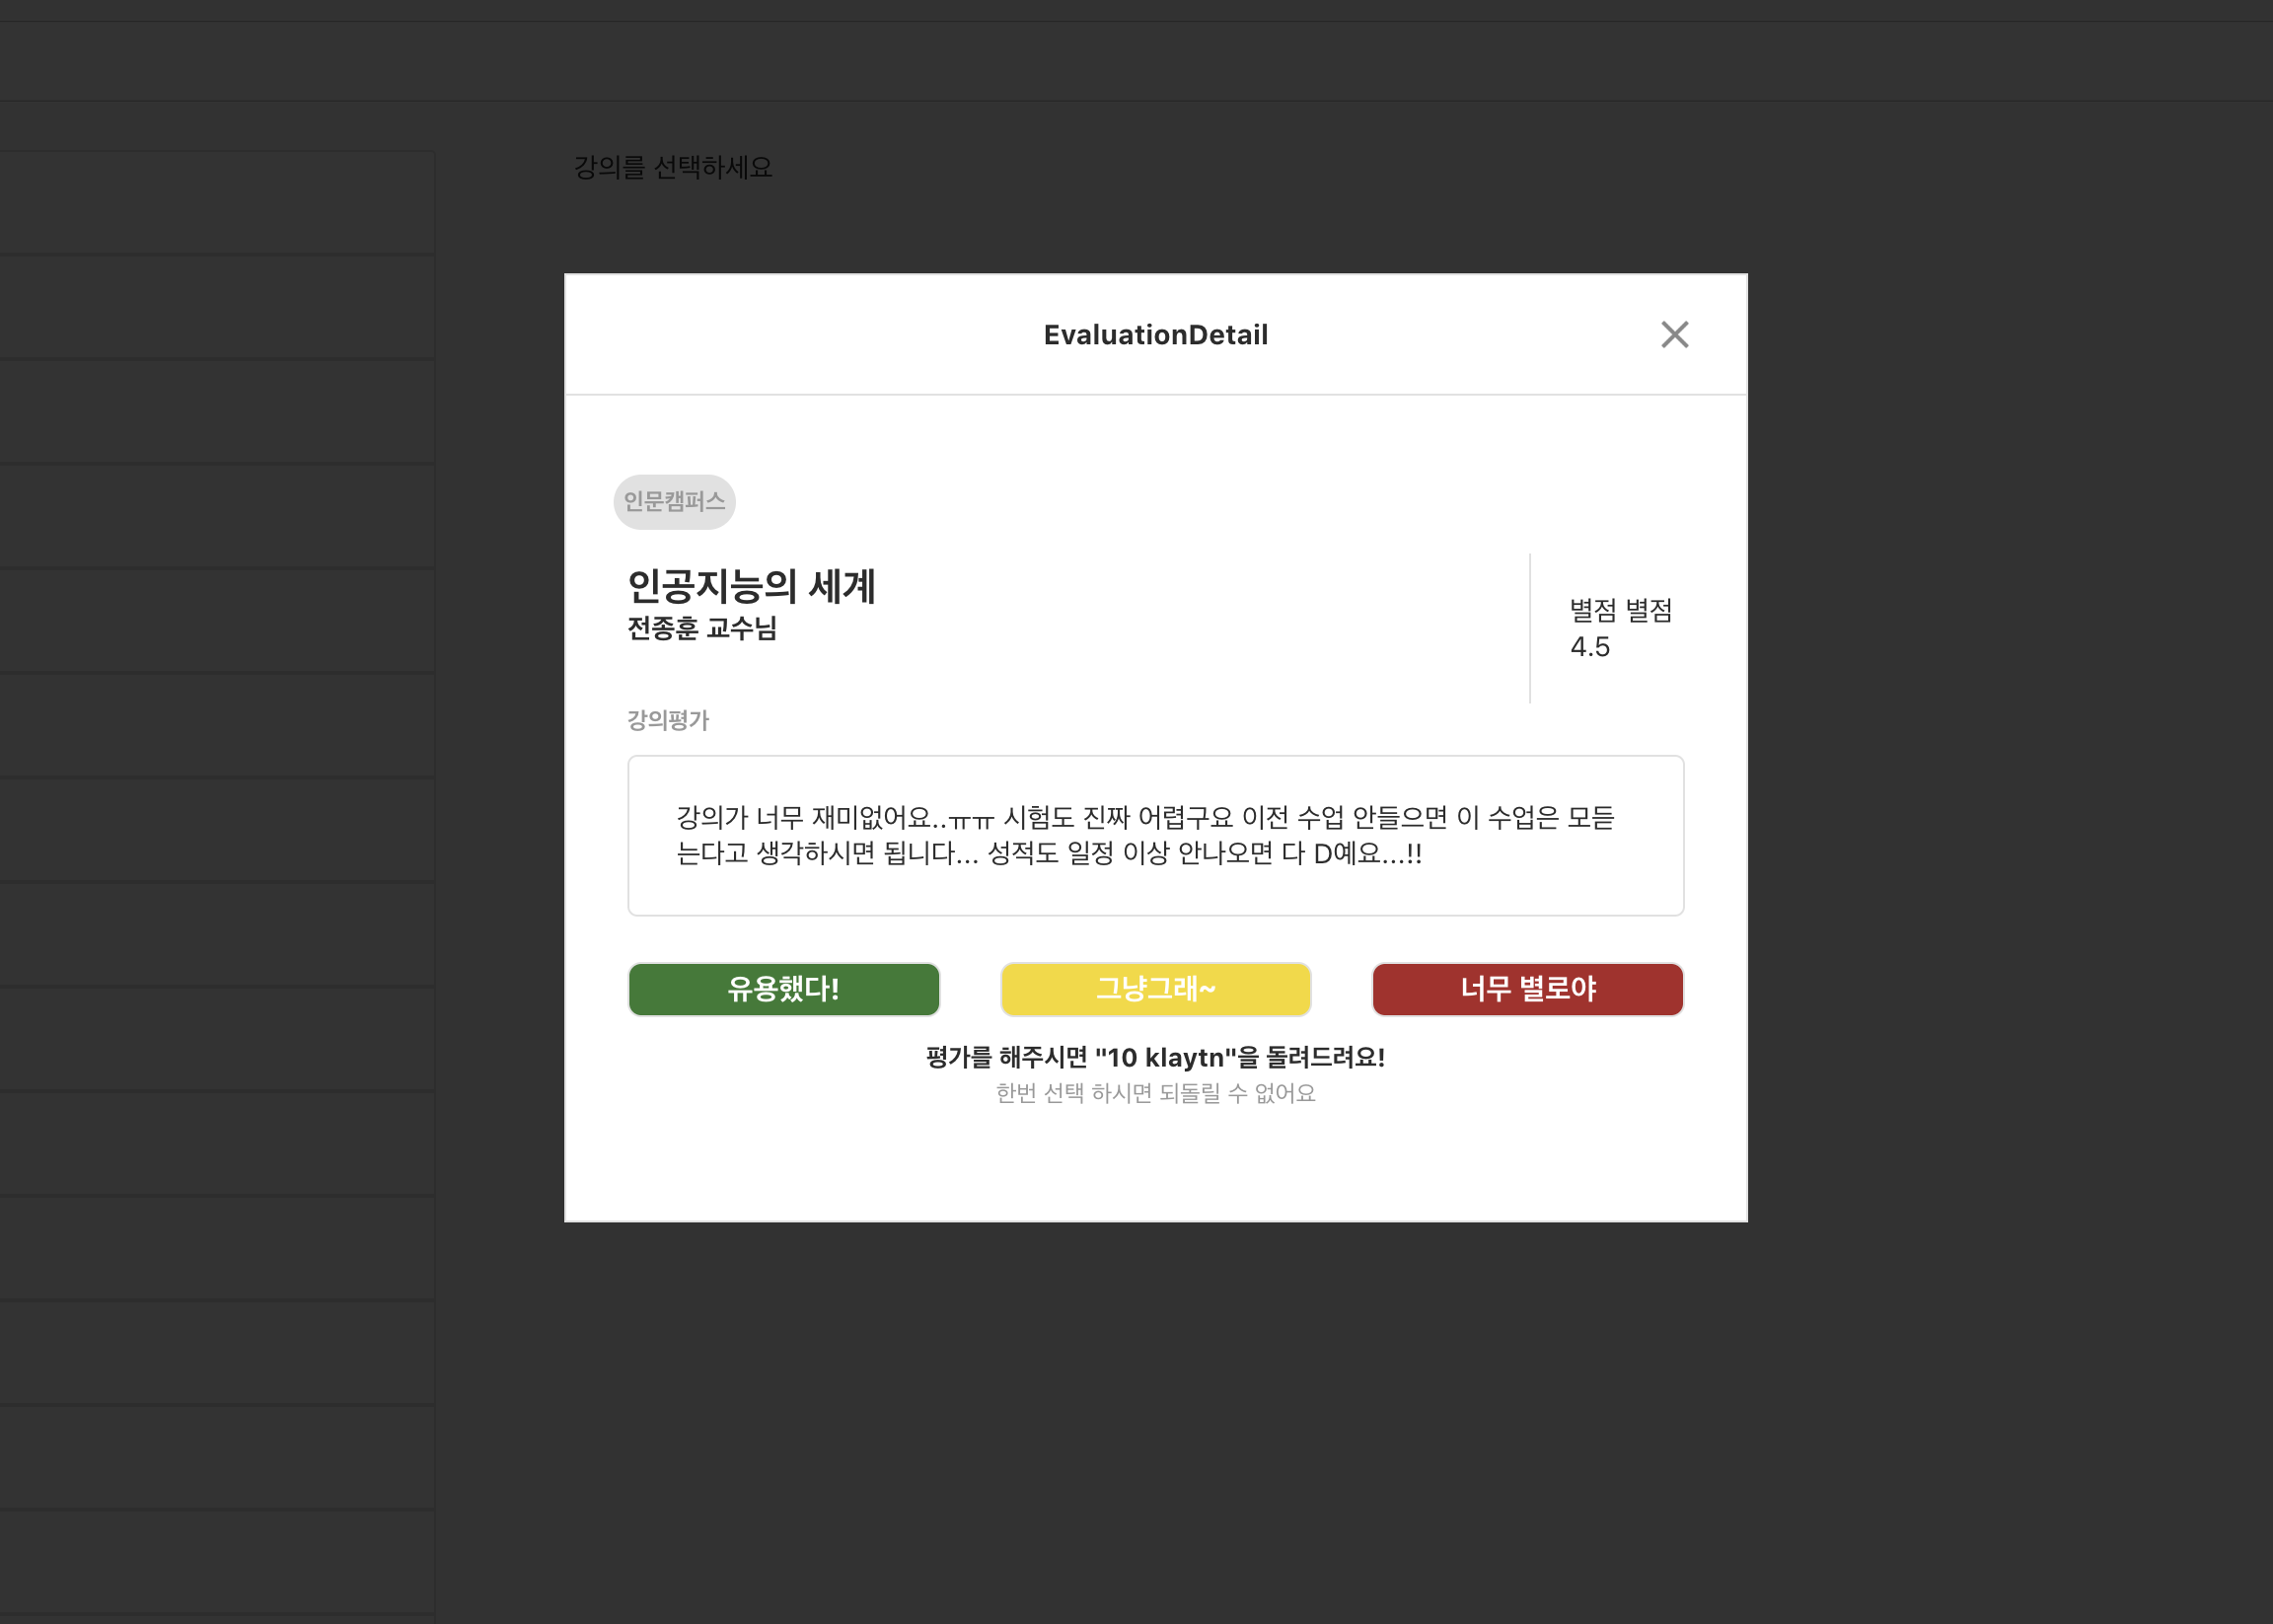 강의를 선택하세요
EvaluationDetail
인문캠퍼스
인공지능의 세계
전종훈 교수님
별점 별점
4.5
강의평가
강의가 너무 재미없어요..ㅠㅠ 시험도 진짜 어렵구요 이전 수업 안들으면 이 수업은 모든
는다고 생각하시면 됩니다... 성적도 일정 이상 안나오면 다 D예요...!!
유용했다!
그냥그래~
너무 별로야
평가를 해주시면 "10 klaytn"을 돌려드려요!
한번 선택 하시면 되돌릴 수 없어요